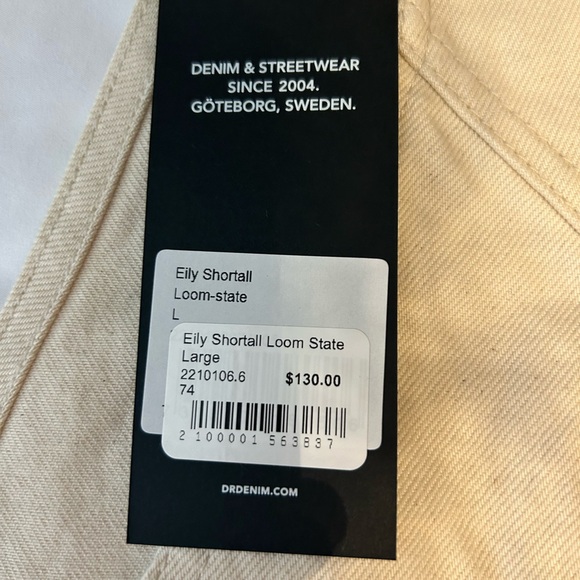 DENIM & STREETWEAR
SINCE 2004.
GÖTEBORG, SWEDEN.
Eily Shortall
Loom-state
L
Eily Shortall Loom State
Large
2210106.6 $130.00
74
2 100001 563837
DRDENIM.COM